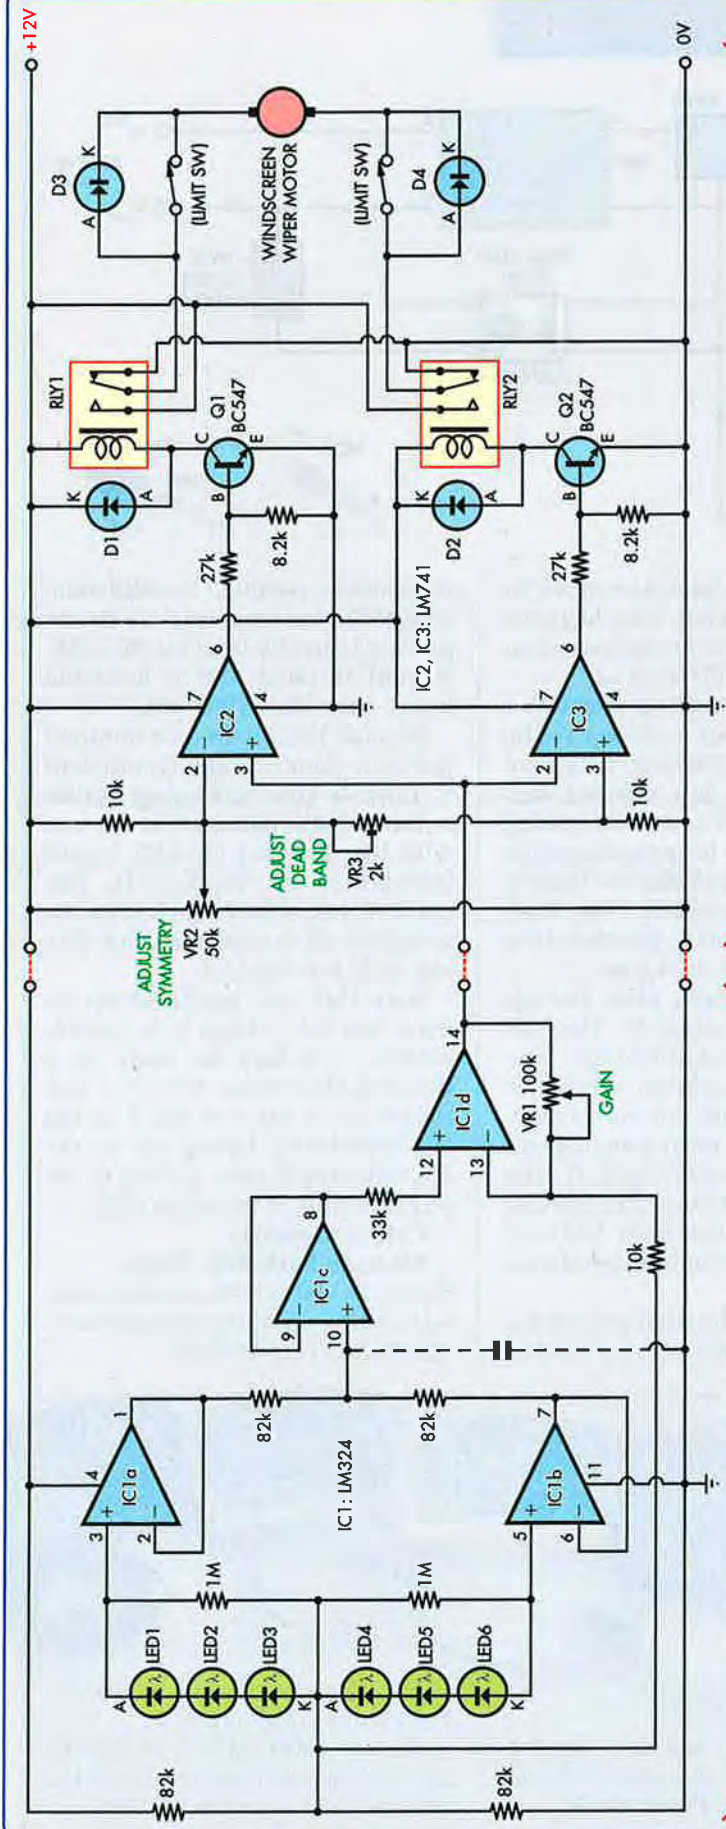 +12V
0V
82k
82k
A
LED1
LED2
LED3
K
A
LED4
LED5
LED6
K
λ
λ
λ
λ
λ
λ
1M
1M
3
2
4
+
−
IC1a
1
5
6
11
+
−
IC1b
7
82k
82k
IC1: LM324
9
10
−
+
IC1c
8
33k
10k
12
13
+
−
IC1d
14
VR1 100k
GAIN
ADJUST
SYMMETRY
VR2
50k
10k
ADJUST
DEAD
BAND
VR3
2k
10k
2
3
7
4
−
+
IC2
6
2
3
7
4
−
+
IC3
6
IC2, IC3: LM741
27k
8.2k
27k
8.2k
D1
K
A
B
C
E
Q1
BC547
RLY1
D2
K
A
B
C
E
Q2
BC547
RLY2
D3
A
K
(LIMIT SW)
WINDSCREEN
WIPER MOTOR
(LIMIT SW)
D4
A
K